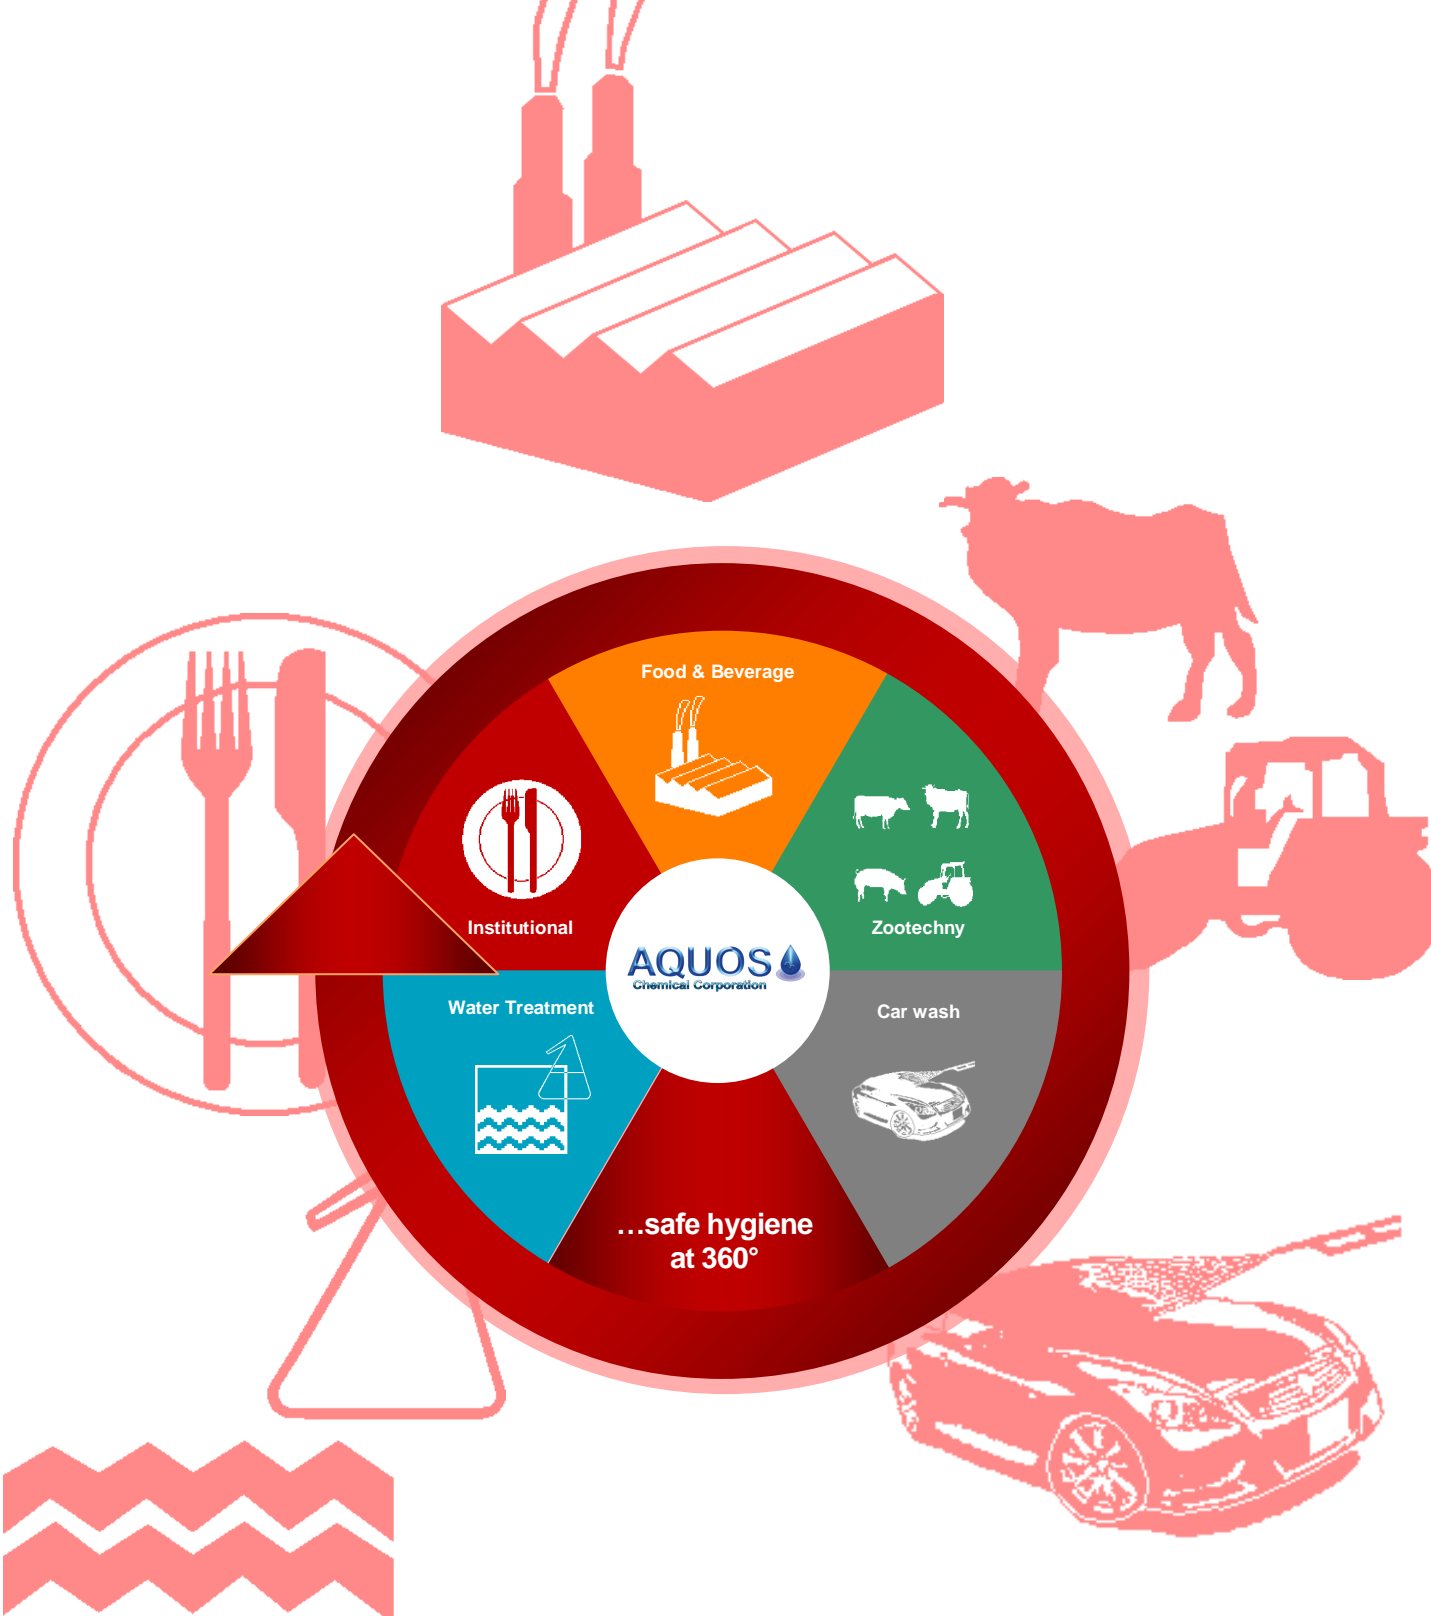 Food & Beverage
Institutional
Zootechny
AQUOS
Chemical Corporation
Water Treatment
Car wash
…safe hygiene
at 360°